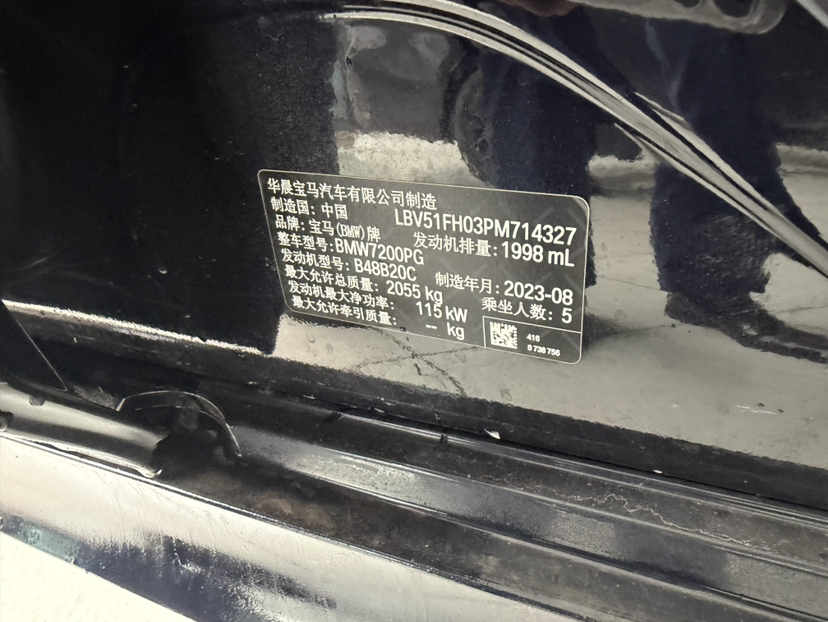 华晨宝马汽车有限公司制造
制造国：中国 LBV51FH03PM714327
品牌：宝马(BMW)牌 发动机排量：1998 mL
整车型号：BMW7200PG
发动机型号：B48B20C 制造年月：2023-08
最大允许总质量：2055 kg 乘坐人数：5
发动机最大净功率：115 kW
最大允许牵引质量：-- kg
416
8 738 756